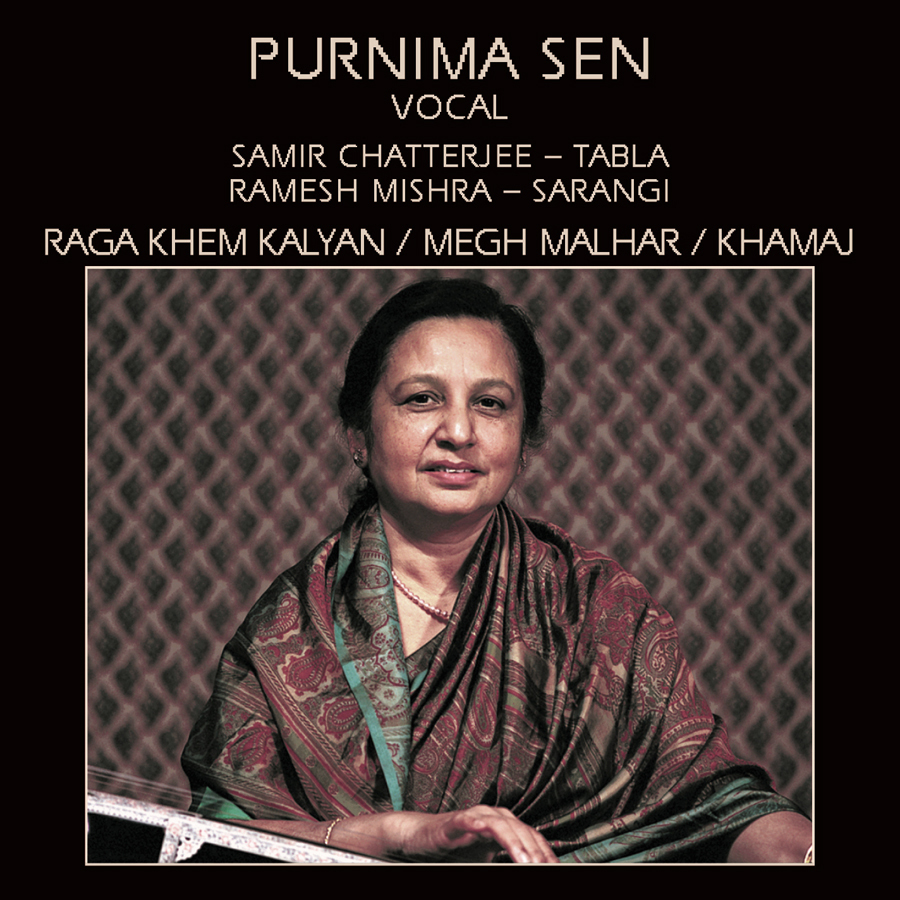 PURNIMA SEN
VOCAL
SAMIR CHATTERJEE – TABLA
RAMESH MISHRA – SARANGI
RAGA KHEM KALYAN / MEGH MALHAR / KHAMAJ